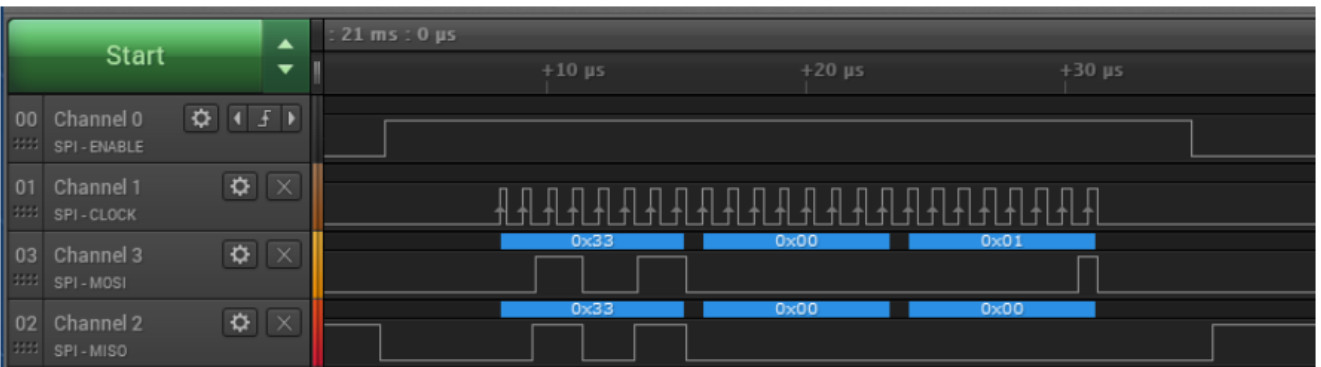 Start
: 21 ms : 0 µs
+10 µs
+20 µs
+30 µs
00 Channel 0
SPI - ENABLE
01 Channel 1
SPI - CLOCK
03 Channel 3
SPI - MOSI
0x33 0x00 0x01
02 Channel 2
SPI - MISO
0x33 0x00 0x00